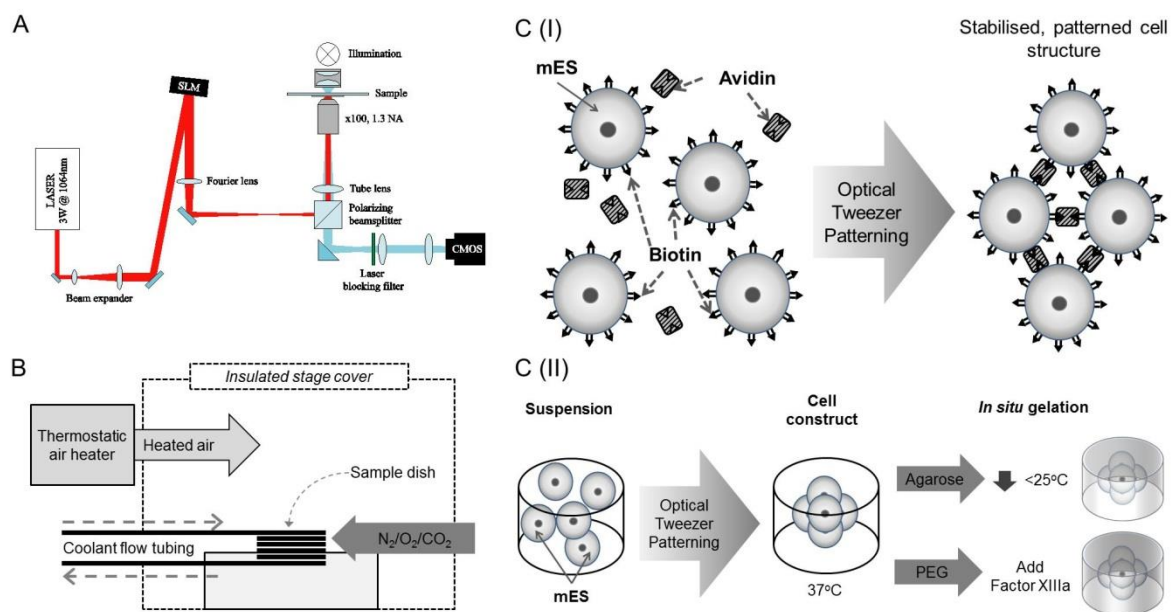 A
Illumination
SLM
Sample
x100, 1.3 NA
LASER
3W @ 1064nm
Fourier lens
Tube lens
Polarizing
beamsplitter
CMOS
Laser
blocking filter
Beam expander
B
Insulated stage cover
Thermostatic
air heater
Heated air
Sample dish
Coolant flow tubing
N₂/O₂/CO₂
C (I)
mES
Avidin
Biotin
Optical
Tweezer
Patterning
Stabilised, patterned cell
structure
C (II)
Suspension
mES
Optical
Tweezer
Patterning
Cell
construct
37ºC
In situ gelation
Agarose
<25ºC
PEG
Add
Factor XIIIa